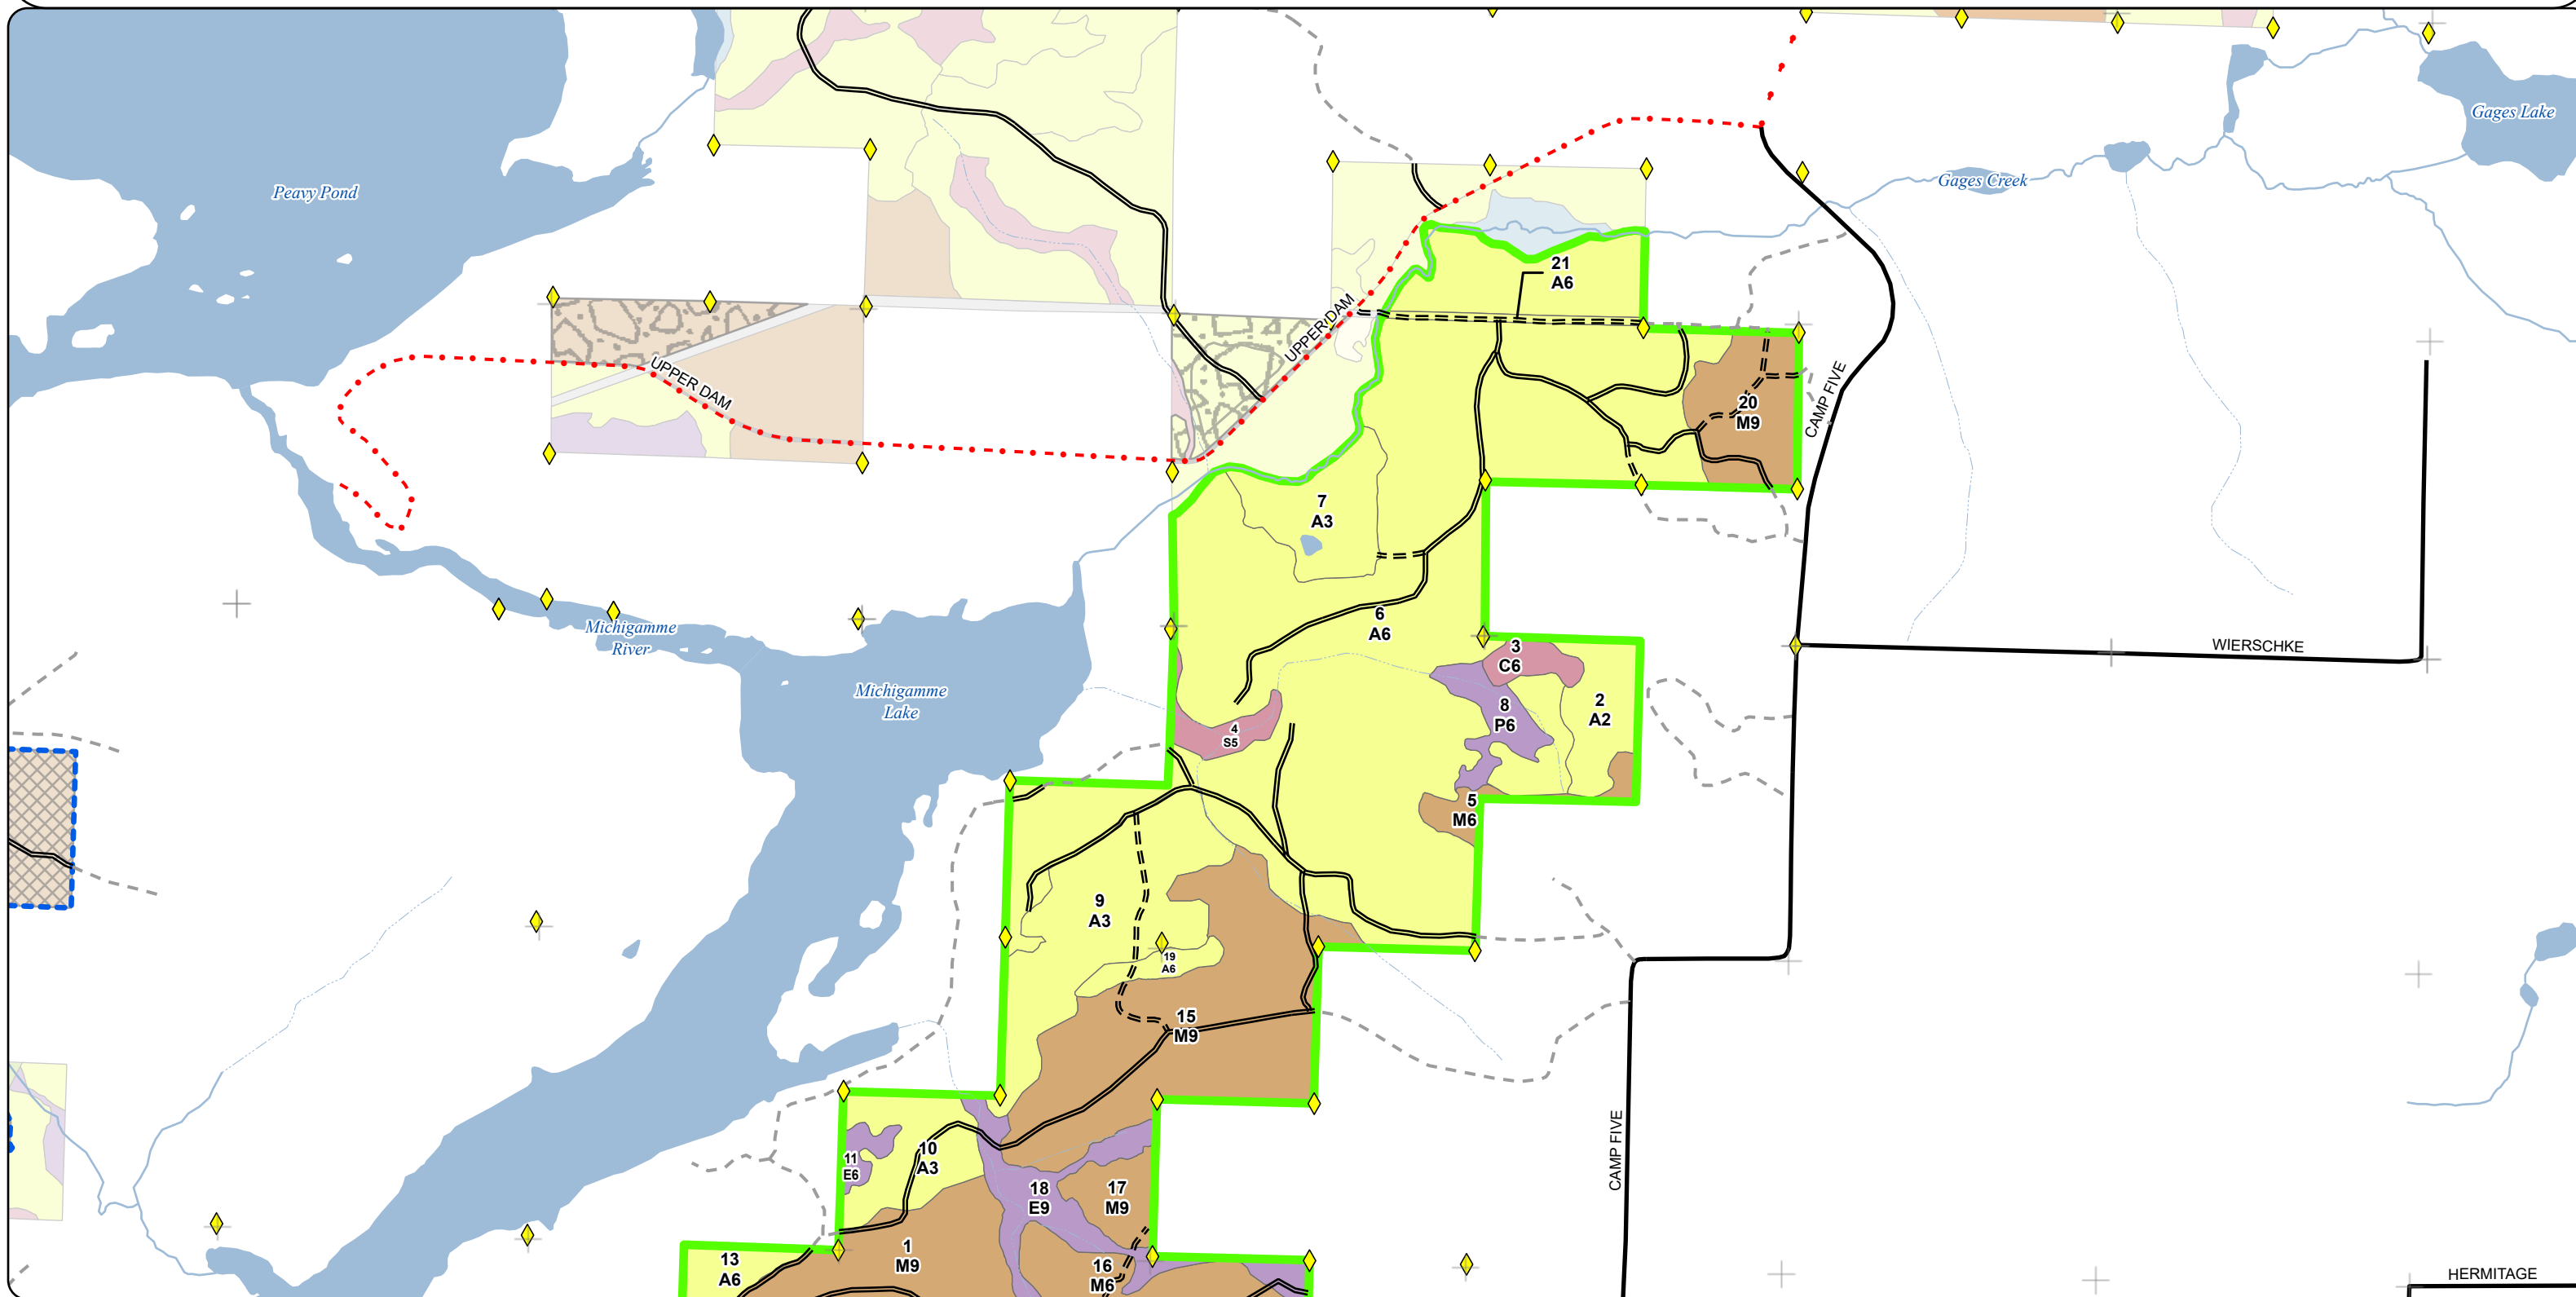 Gages Lake
Peavy Pond
Gages Creek
21
A6
UPPER DAM
UPPER DAM
CAMP FIVE
20
M9
7
A3
6
A6
Michigamme
River
3
C6
WIERSCHKE
Michigamme
Lake
2
A2
8
P6
4
S5
5
M6
9
A3
19
A6
15
M9
10
A3
11
E6
CAMP FIVE
18
E9
17
M9
1
M9
13
A6
16
M6
HERMITAGE